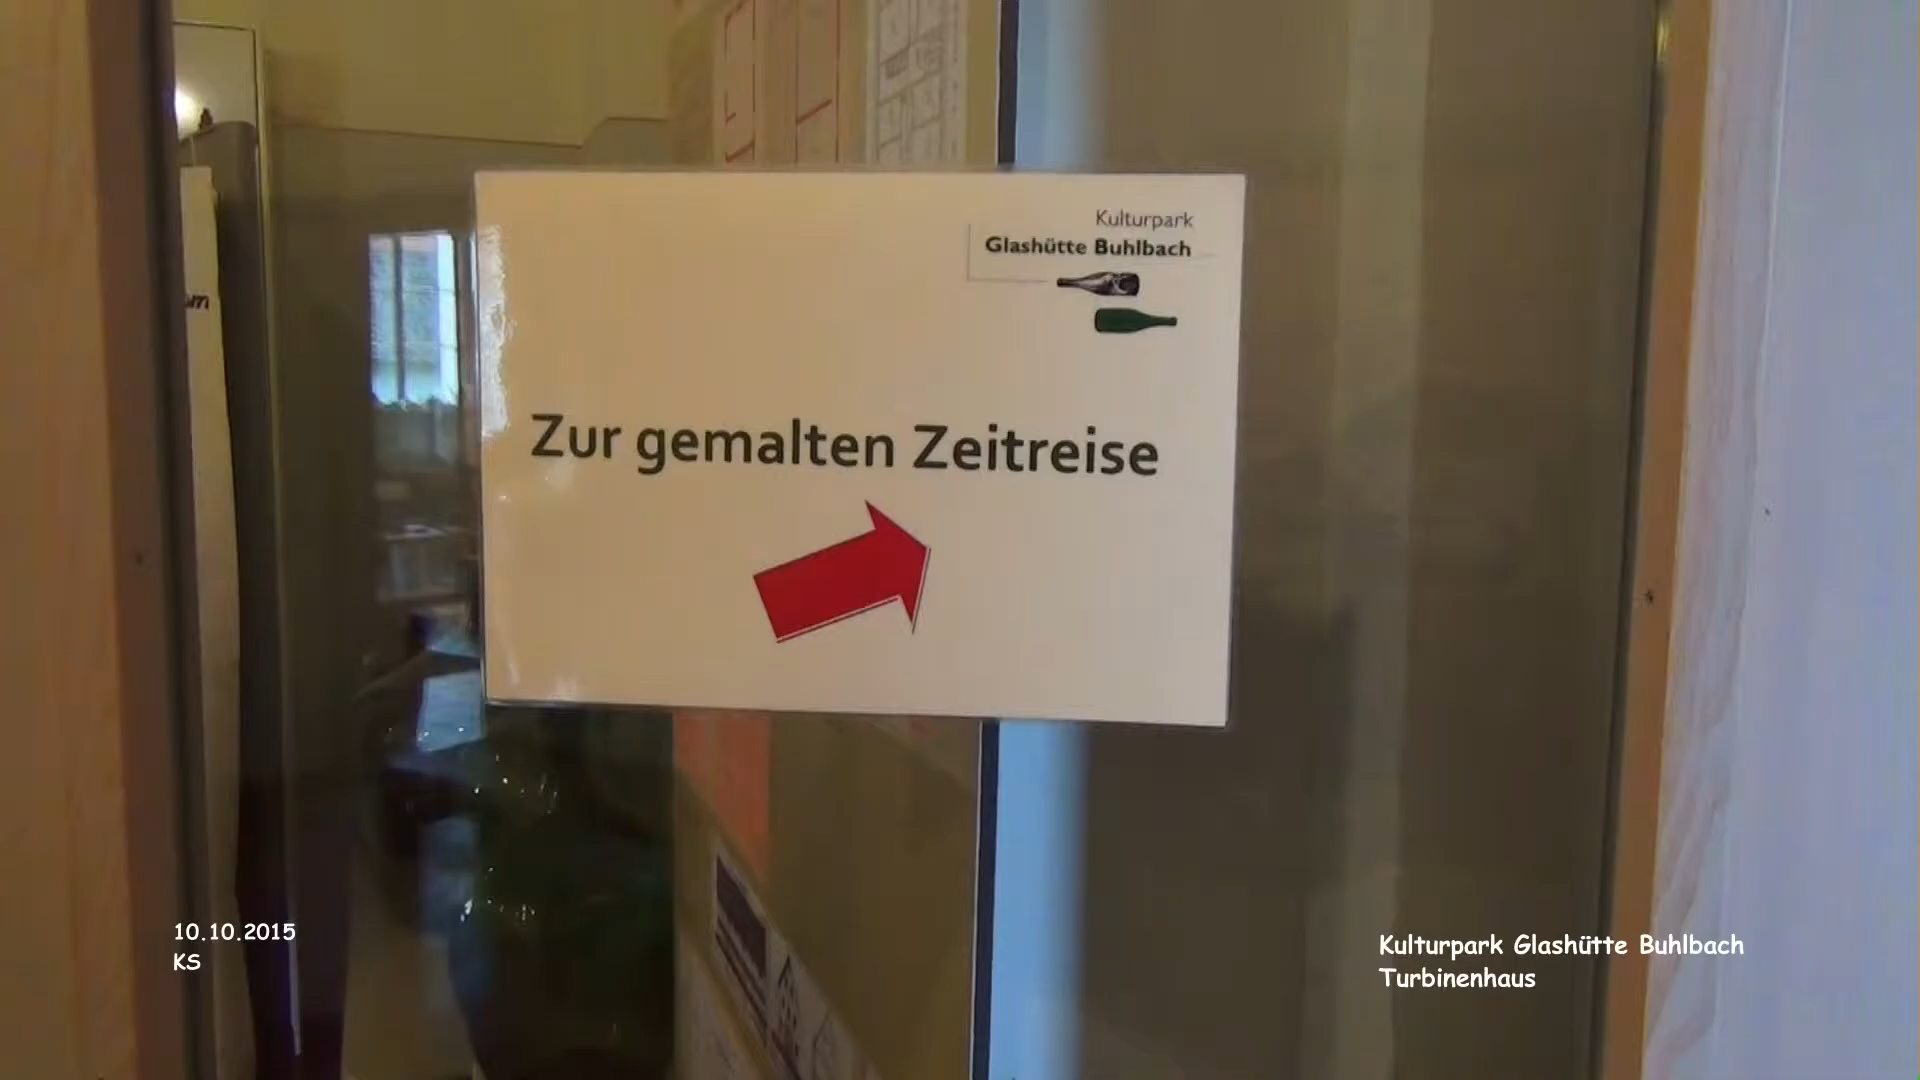 Kulturpark
Glashütte Buhlbach
Zur gemalten Zeitreise
10.10.2015
KS
Kulturpark Glashütte Buhlbach
Turbinenhaus